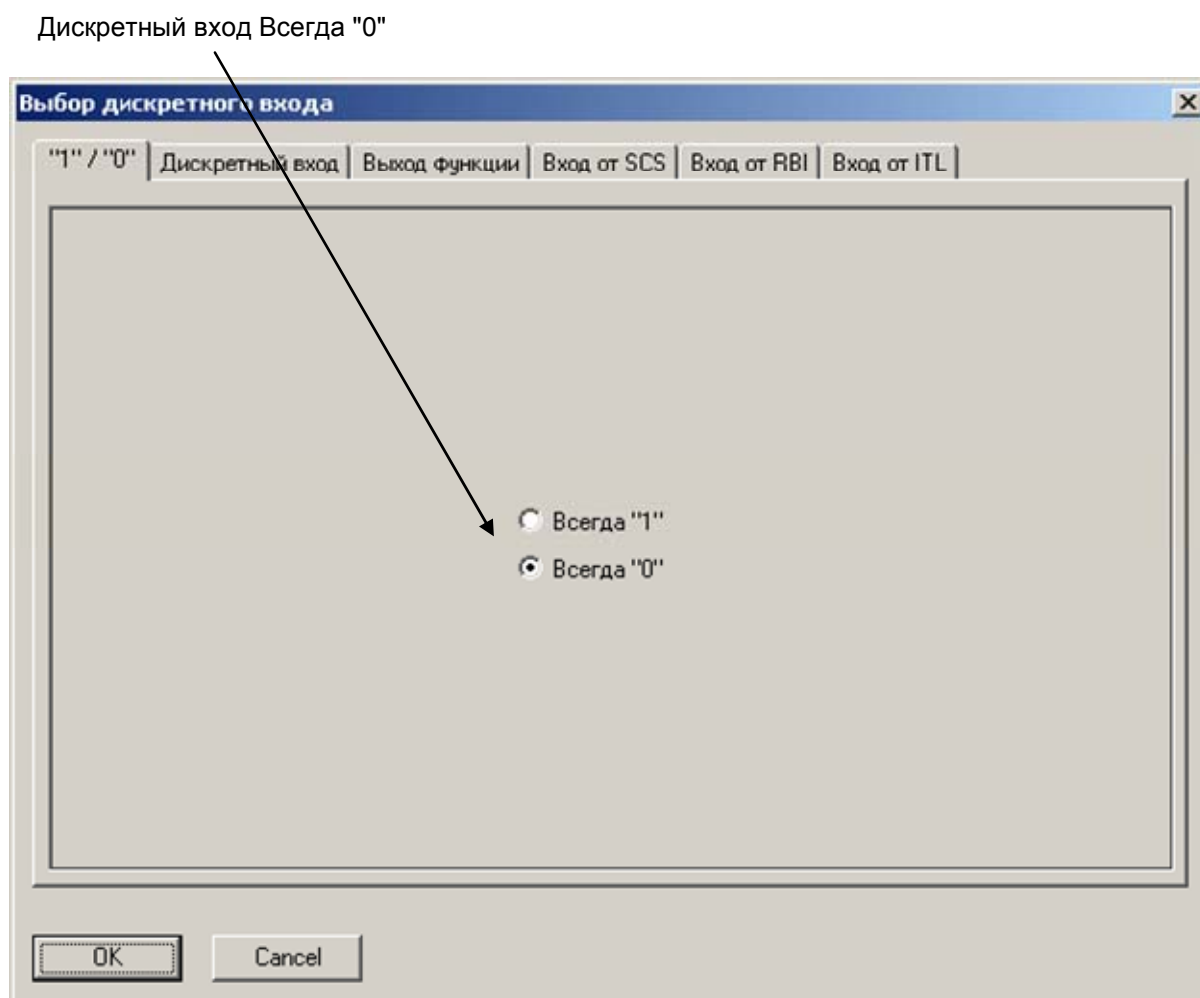 Дискретный вход Всегда "0"
Выбор дискретного входа
"1" / "0" Дискретный вход Выход функции Вход от SCS Вход от RBI Вход от ITL
Всегда "1"
Всегда "0"
OK Cancel